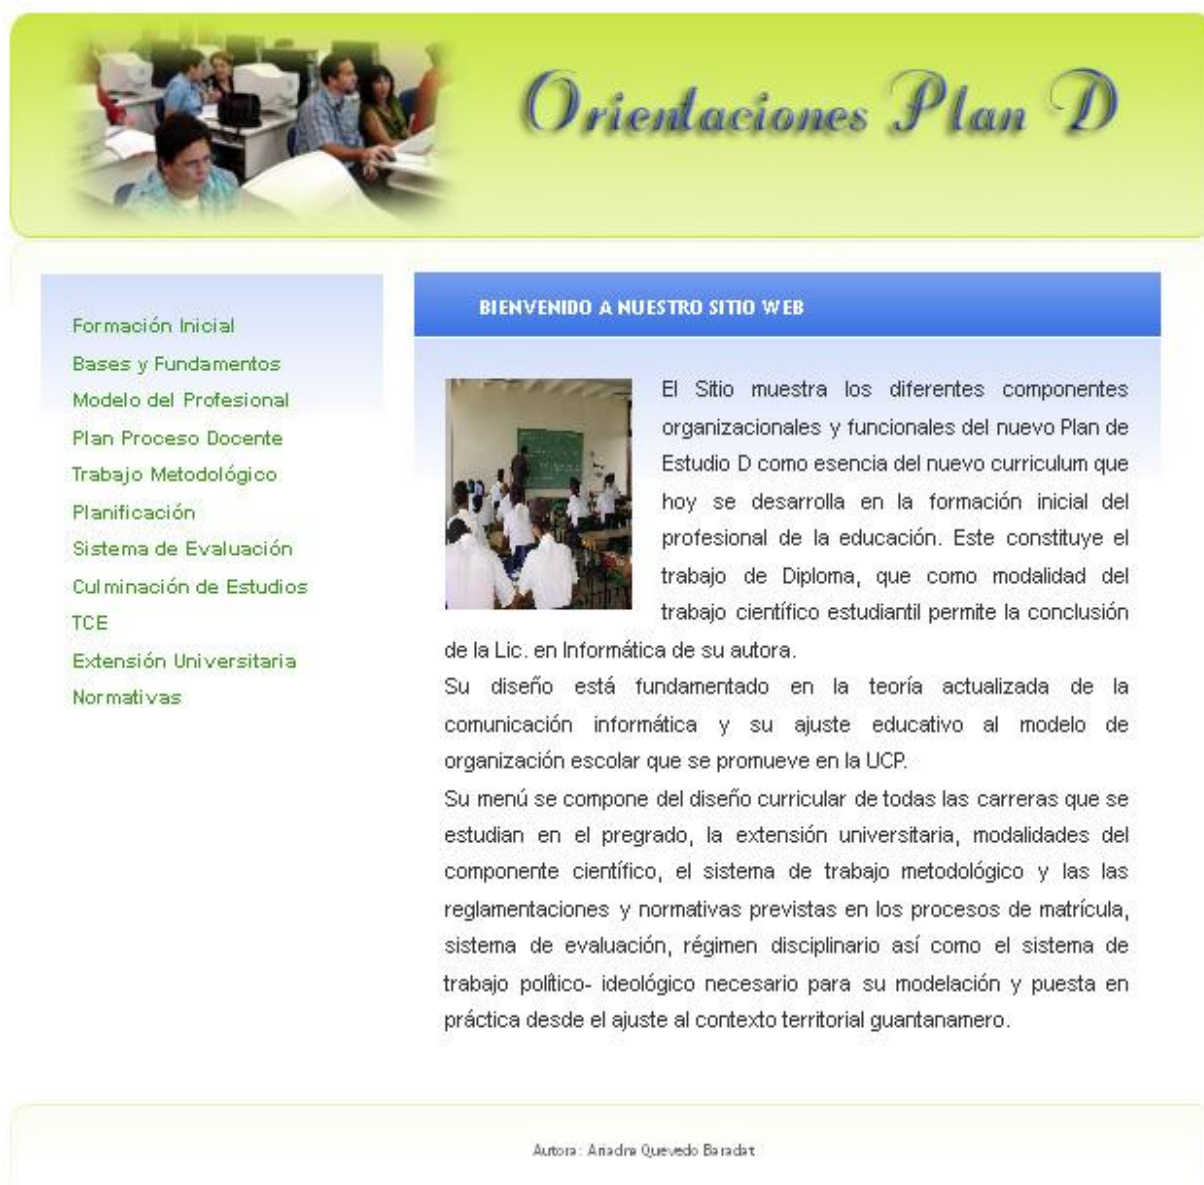 Orientaciones Plan D
Formación Inicial
Bases y Fundamentos
Modelo del Profesional
Plan Proceso Docente
Trabajo Metodológico
Planificación
Sistema de Evaluación
Culminación de Estudios
TCE
Extensión Universitaria
Normativas
BIENVENIDO A NUESTRO SITIO WEB
El Sitio muestra los diferentes componentes
organizacionales y funcionales del nuevo Plan de
Estudio D como esencia del nuevo curriculum que
hoy se desarrolla en la formación inicial del
profesional de la educación. Este constituye el
trabajo de Diploma, que como modalidad del
trabajo científico estudiantil permite la conclusión
de la Lic. en Informática de su autora.
Su diseño está fundamentado en la teoría actualizada de la
comunicación informática y su ajuste educativo al modelo de
organización escolar que se promueve en la UCP.
Su menú se compone del diseño curricular de todas las carreras que se
estudian en el pregrado, la extensión universitaria, modalidades del
componente científico, el sistema de trabajo metodológico y las las
reglamentaciones y normativas previstas en los procesos de matrícula,
sistema de evaluación, régimen disciplinario así como el sistema de
trabajo político- ideológico necesario para su modelación y puesta en
práctica desde el ajuste al contexto territorial guantanamero.
Autora: Ariadna Quevedo Baradat